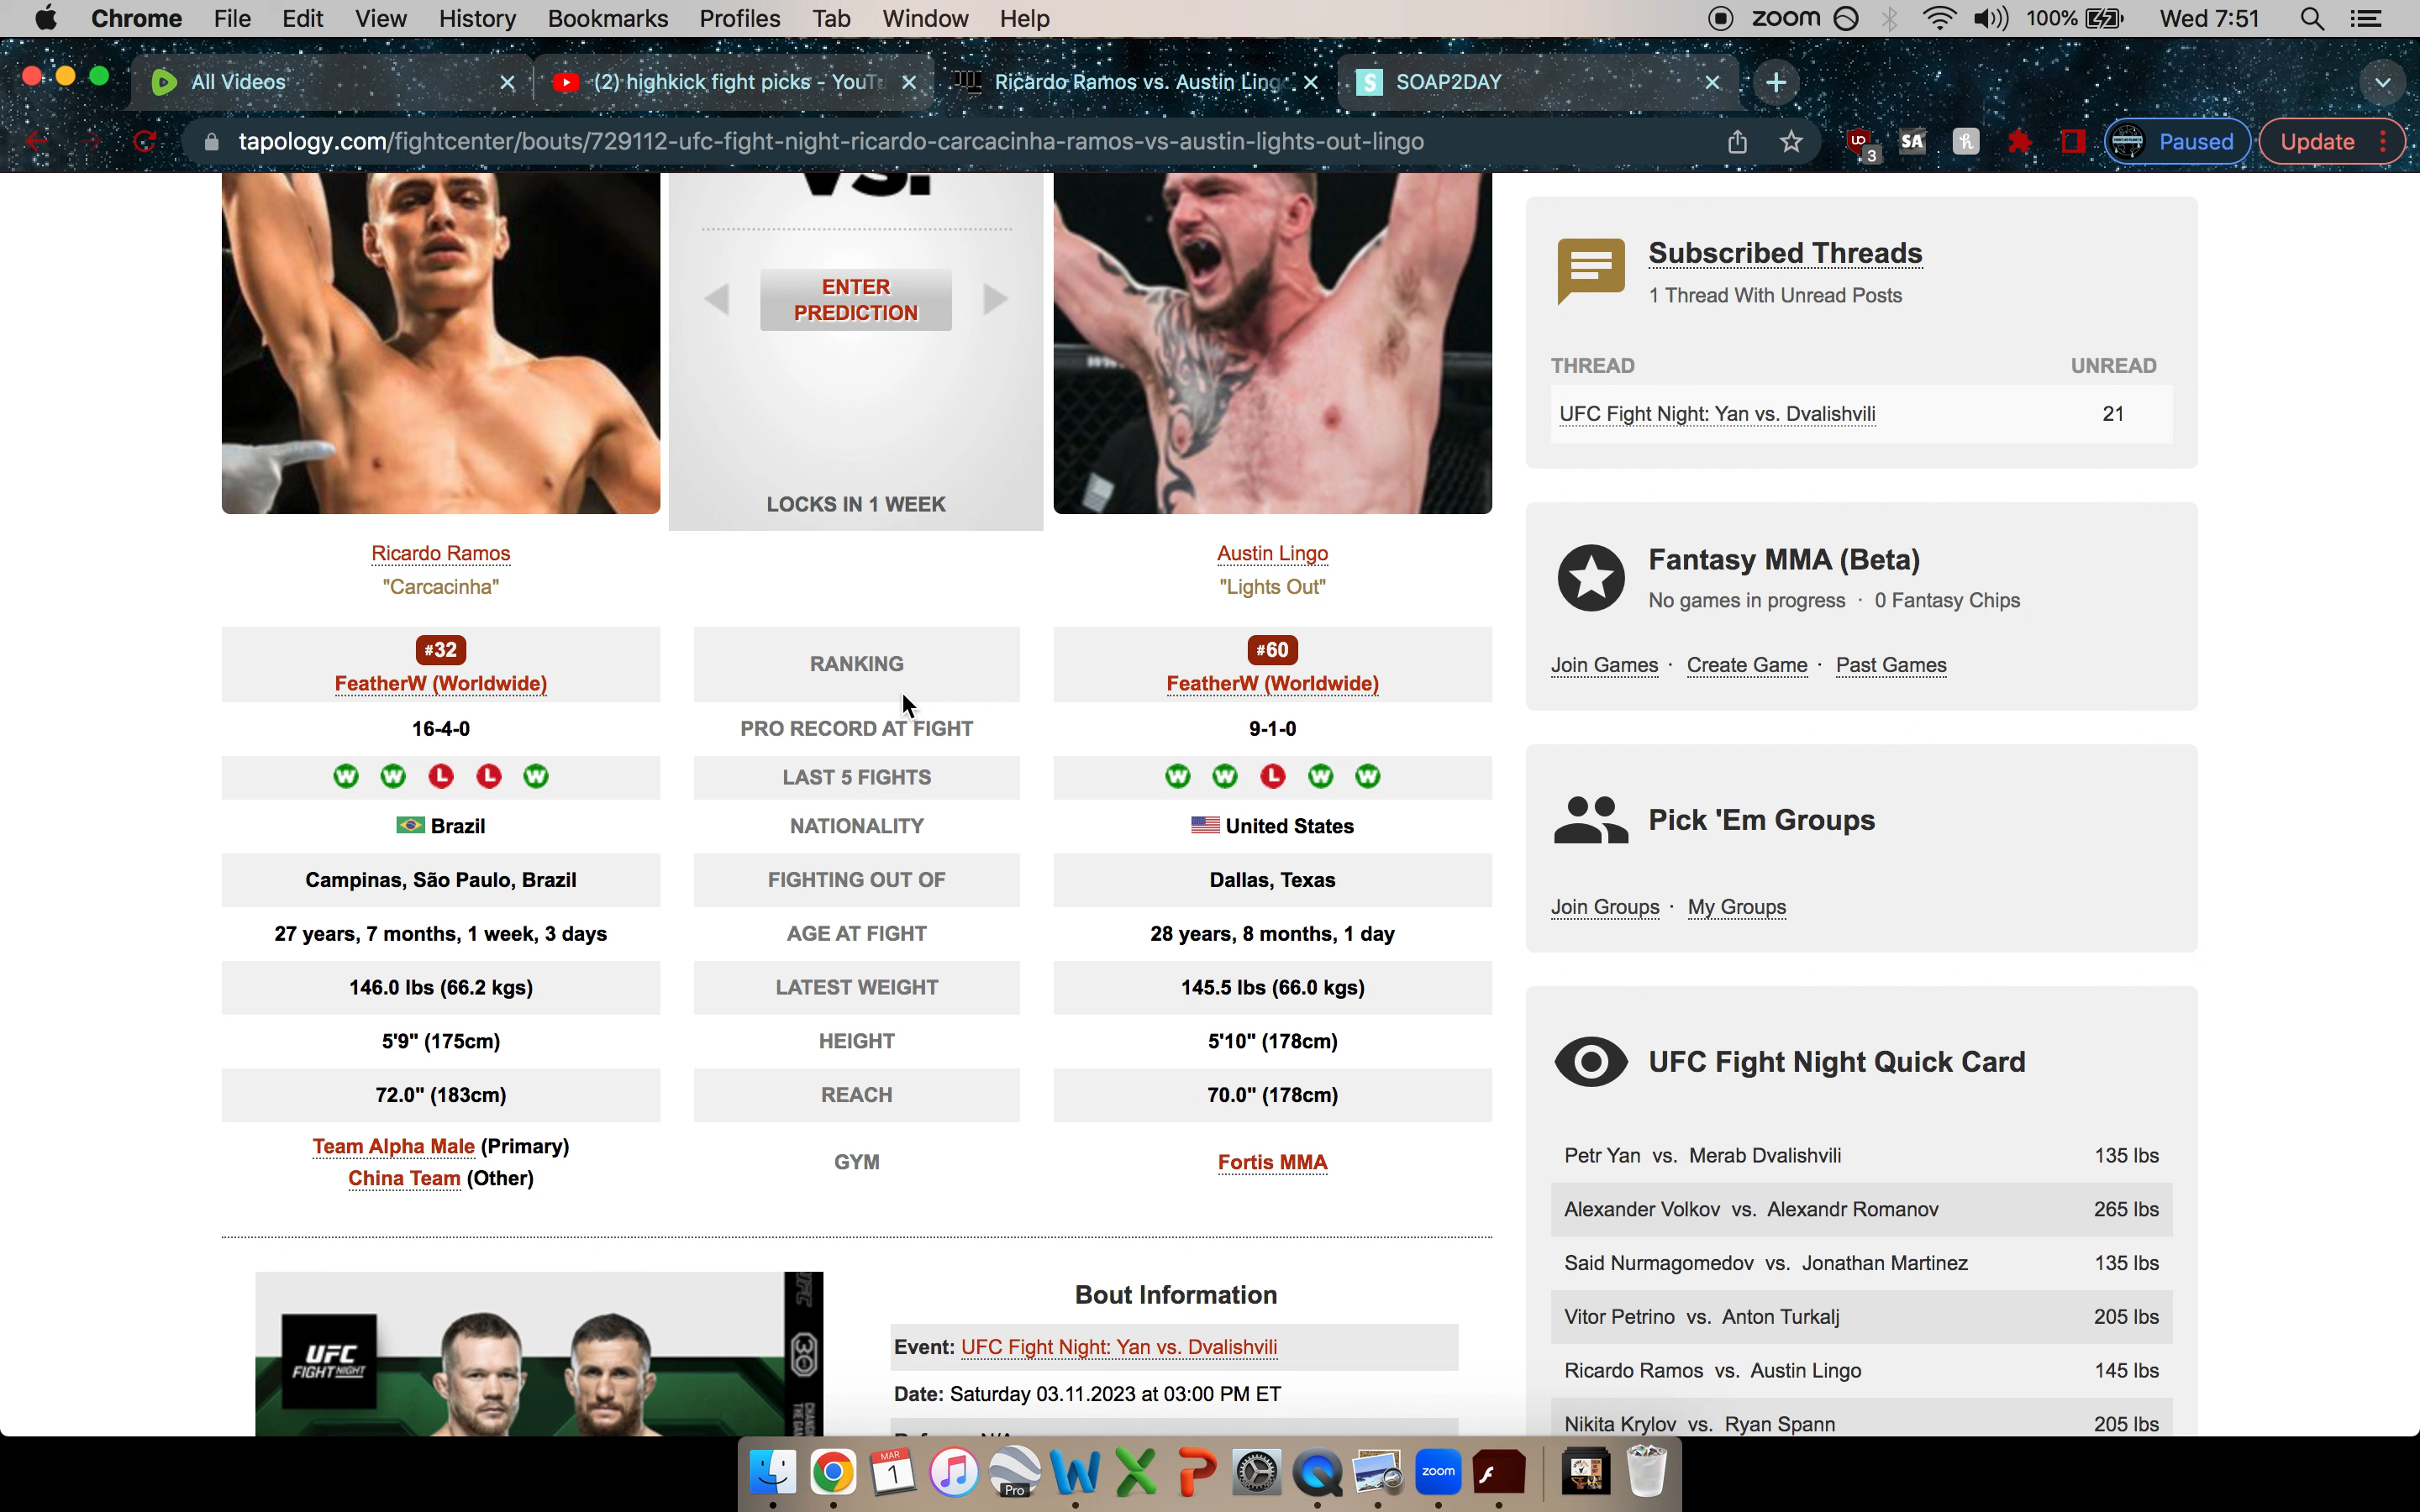 Chrome File Edit View History Bookmarks Profiles Tab Window Help zoom 100% Wed 7:51
All Videos (2) highkick fight picks - YouT Ricardo Ramos vs. Austin Ling SOAP2DAY
tapology.com/fightcenter/bouts/729112-ufc-fight-night-ricardo-carcacinha-ramos-vs-austin-lights-out-lingo 3 SA h Paused Update
vs.
ENTER
PREDICTION
LOCKS IN 1 WEEK
Ricardo Ramos Austin Lingo
"Carcacinha" "Lights Out"
#32 RANKING #60
FeatherW (Worldwide) FeatherW (Worldwide)
16-4-0 PRO RECORD AT FIGHT 9-1-0
W W L L W LAST 5 FIGHTS W W L W W
Brazil NATIONALITY United States
Campinas, São Paulo, Brazil FIGHTING OUT OF Dallas, Texas
27 years, 7 months, 1 week, 3 days AGE AT FIGHT 28 years, 8 months, 1 day
146.0 lbs (66.2 kgs) LATEST WEIGHT 145.5 lbs (66.0 kgs)
5'9" (175cm) HEIGHT 5'10" (178cm)
72.0" (183cm) REACH 70.0" (178cm)
Team Alpha Male (Primary)
China Team (Other)
GYM
Fortis MMA
UFC
FIGHT NIGHT
UFC
30
Bout Information
Event: UFC Fight Night: Yan vs. Dvalishvili
Date: Saturday 03.11.2023 at 03:00 PM ET
Subscribed Threads
1 Thread With Unread Posts
THREAD UNREAD
UFC Fight Night: Yan vs. Dvalishvili 21
Fantasy MMA (Beta)
No games in progress · 0 Fantasy Chips
Join Games · Create Game · Past Games
Pick 'Em Groups
Join Groups · My Groups
UFC Fight Night Quick Card
Petr Yan vs. Merab Dvalishvili 135 lbs
Alexander Volkov vs. Alexandr Romanov 265 lbs
Said Nurmagomedov vs. Jonathan Martinez 135 lbs
Vitor Petrino vs. Anton Turkalj 205 lbs
Ricardo Ramos vs. Austin Lingo 145 lbs
Nikita Krylov vs. Ryan Spann 205 lbs
MAR
1
Pro
zoom